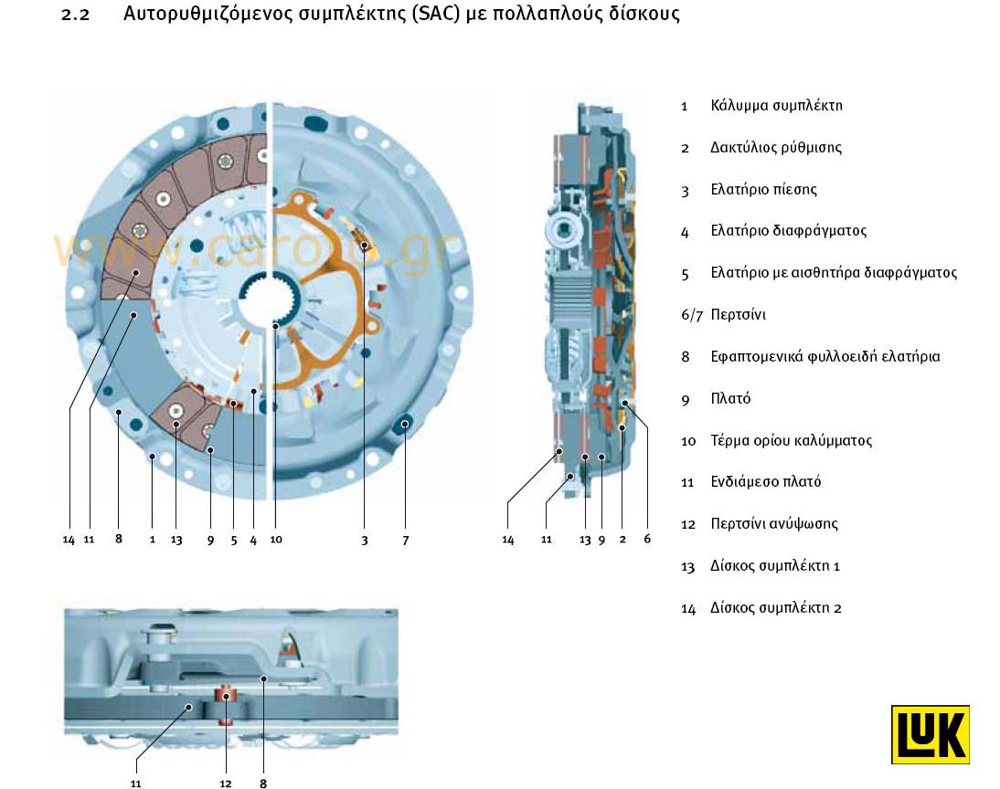 2.2 Αυτορυθμιζόμενος συμπλέκτης (SAC) με πολλαπλούς δίσκους
www.caroto.gr
1 Κάλυμμα συμπλέκτη
2 Δακτύλιος ρύθμισης
3 Ελατήριο πίεσης
4 Ελατήριο διαφράγματος
5 Ελατήριο με αισθητήρα διαφράγματος
6/7 Περτσίνι
8 Εφαπτομενικά φυλλοειδή ελατήρια
9 Πλατό
10 Τέρμα ορίου καλύμματος
11 Ενδιάμεσο πλατό
12 Περτσίνι ανύψωσης
13 Δίσκος συμπλέκτη 1
14 Δίσκος συμπλέκτη 2
14 11 8 1 13 9 5 4 10 3 7
14 11 13 9 2 6
11 12 8
LUK